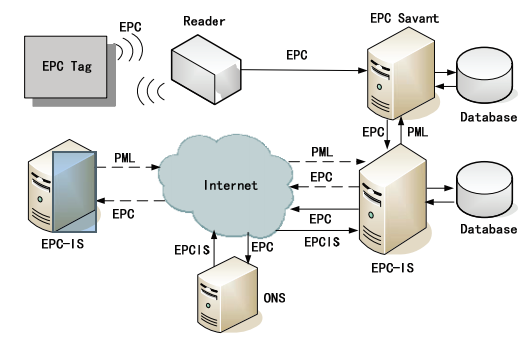 EPC
Reader
EPC Savant
EPC Tag
EPC
Database
EPC
PML
PML
PML
Internet
EPC
EPC
EPC
EPC-IS
EPCIS
EPC
EPCIS
Database
EPC-IS
ONS